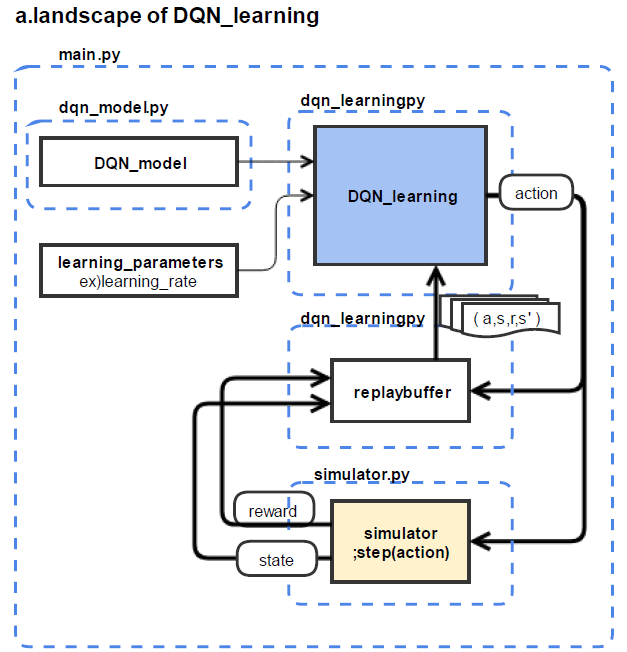 a.landscape of DQN_learning
main.py
dqn_model.py
dqn_learningpy
DQN_model
DQN_learning
action
learning_parameters
ex)learning_rate
dqn_learningpy
( a,s,r,s' )
replaybuffer
simulator.py
reward
simulator
;step(action)
state